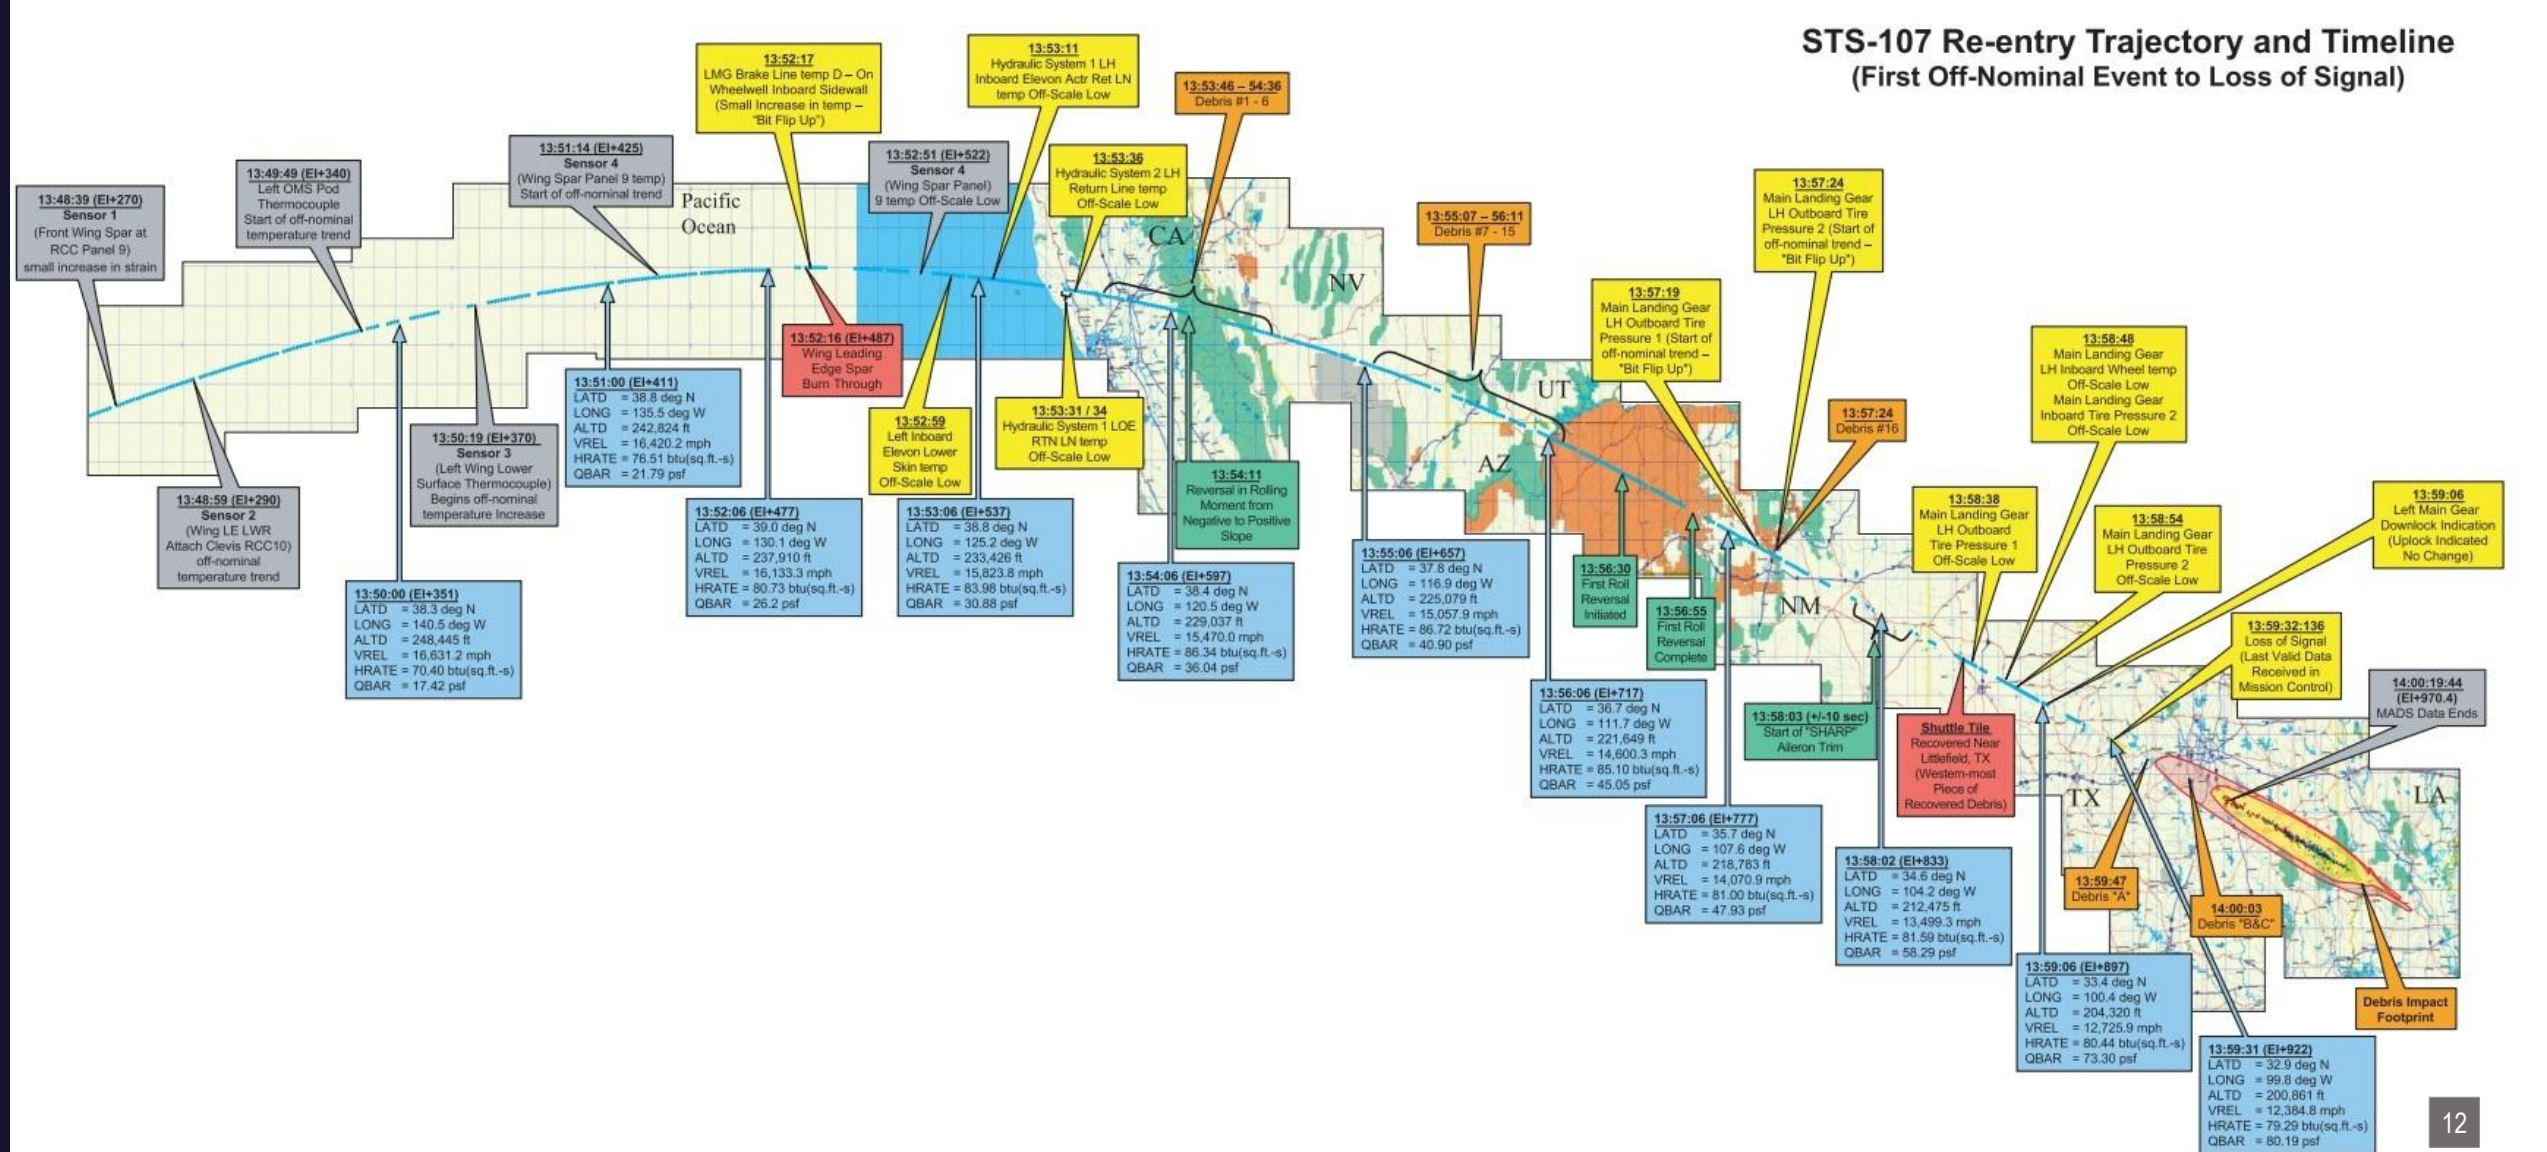 STS-107 Re-entry Trajectory and Timeline
(First Off-Nominal Event to Loss of Signal)
13:48:39 (EI+270)
Sensor 1
(Front Wing Spar at
RCC Panel 9)
small increase in strain
13:49:49 (EI+340)
Left OMS Pod
Thermocouple
Start of off-nominal
temperature trend
13:51:14 (EI+425)
Sensor 4
(Wing Spar Panel 9 temp)
Start of off-nominal trend
13:52:17
LMG Brake Line temp D – On
Wheelwell Inboard Sidewall
(Small Increase in temp –
"Bit Flip Up")
13:52:51 (EI+522)
Sensor 4
(Wing Spar Panel)
9 temp Off-Scale Low
13:53:11
Hydraulic System 1 LH
Inboard Elevon Actr Ret LN
temp Off-Scale Low
13:53:36
Hydraulic System 2 LH
Return Line temp
Off-Scale Low
13:53:46 – 54:36
Debris #1 - 6
13:55:07 – 56:11
Debris #7 - 15
13:57:19
Main Landing Gear
LH Outboard Tire
Pressure 1 (Start of
off-nominal trend –
"Bit Flip Up")
13:57:24
Main Landing Gear
LH Outboard Tire
Pressure 2 (Start of
off-nominal trend –
"Bit Flip Up")
13:57:24
Debris #16
13:58:38
Main Landing Gear
LH Outboard
Tire Pressure 1
Off-Scale Low
13:58:48
Main Landing Gear
LH Inboard Wheel temp
Off-Scale Low
Main Landing Gear
Inboard Tire Pressure 2
Off-Scale Low
13:58:54
Main Landing Gear
LH Outboard Tire
Pressure 2
Off-Scale Low
13:59:06
Left Main Gear
Downlock Indication
(Uplock Indicated
No Change)
13:59:32:136
Loss of Signal
(Last Valid Data
Received in
Mission Control)
14:00:19:44
(EI+970.4)
MADS Data Ends
Pacific
Ocean
CA
NV
UT
AZ
NM
TX
LA
13:48:59 (EI+290)
Sensor 2
(Wing LE LWR
Attach Clevis RCC10)
off-nominal
temperature trend
13:50:00 (EI+351)
LATD = 38.3 deg N
LONG = 140.5 deg W
ALTD = 248,445 ft
VREL = 16,631.2 mph
HRATE = 70.40 btu(sq.ft.-s)
QBAR = 17.42 psf
13:50:19 (EI+370)
Sensor 3
(Left Wing Lower
Surface Thermocouple)
Begins off-nominal
temperature Increase
13:51:00 (EI+411)
LATD = 38.8 deg N
LONG = 135.5 deg W
ALTD = 242,824 ft
VREL = 16,420.2 mph
HRATE = 76.51 btu(sq.ft.-s)
QBAR = 21.79 psf
13:52:06 (EI+477)
LATD = 39.0 deg N
LONG = 130.1 deg W
ALTD = 237,910 ft
VREL = 16,133.3 mph
HRATE = 80.73 btu(sq.ft.-s)
QBAR = 26.2 psf
13:52:16 (EI+487)
Wing Leading
Edge Spar
Burn Through
13:52:59
Left Inboard
Elevon Lower
Skin temp
Off-Scale Low
13:53:06 (EI+537)
LATD = 38.8 deg N
LONG = 125.2 deg W
ALTD = 233,426 ft
VREL = 15,823.8 mph
HRATE = 83.98 btu(sq.ft.-s)
QBAR = 30.88 psf
13:53:31 / 34
Hydraulic System 1 LOE
RTN LN temp
Off-Scale Low
13:54:06 (EI+597)
LATD = 38.4 deg N
LONG = 120.5 deg W
ALTD = 229,037 ft
VREL = 15,470.0 mph
HRATE = 86.34 btu(sq.ft.-s)
QBAR = 36.04 psf
13:54:11
Reversal in Rolling
Moment from
Negative to Positive
Slope
13:55:06 (EI+657)
LATD = 37.8 deg N
LONG = 116.9 deg W
ALTD = 225,079 ft
VREL = 15,057.9 mph
HRATE = 86.72 btu(sq.ft.-s)
QBAR = 40.90 psf
13:56:06 (EI+717)
LATD = 36.7 deg N
LONG = 111.7 deg W
ALTD = 221,649 ft
VREL = 14,600.3 mph
HRATE = 85.10 btu(sq.ft.-s)
QBAR = 45.05 psf
13:56:30
First Roll
Reversal
Initiated
13:56:55
First Roll
Reversal
Complete
13:57:06 (EI+777)
LATD = 35.7 deg N
LONG = 107.6 deg W
ALTD = 218,783 ft
VREL = 14,070.9 mph
HRATE = 81.00 btu(sq.ft.-s)
QBAR = 47.93 psf
13:58:03 (+/-10 sec)
Start of "SHARP"
Aileron Trim
13:58:02 (EI+833)
LATD = 34.6 deg N
LONG = 104.2 deg W
ALTD = 212,475 ft
VREL = 13,499.3 mph
HRATE = 81.59 btu(sq.ft.-s)
QBAR = 58.29 psf
Shuttle Tile
Recovered Near
Littlefield, TX
(Western-most
Piece of
Recovered Debris)
13:59:06 (EI+897)
LATD = 33.4 deg N
LONG = 100.4 deg W
ALTD = 204,320 ft
VREL = 12,725.9 mph
HRATE = 80.44 btu(sq.ft.-s)
QBAR = 73.30 psf
13:59:47
Debris "A"
14:00:03
Debris "B&C"
13:59:31 (EI+922)
LATD = 32.9 deg N
LONG = 99.8 deg W
ALTD = 200,861 ft
VREL = 12,384.8 mph
HRATE = 79.29 btu(sq.ft.-s)
QBAR = 80.19 psf
Debris Impact
Footprint
12